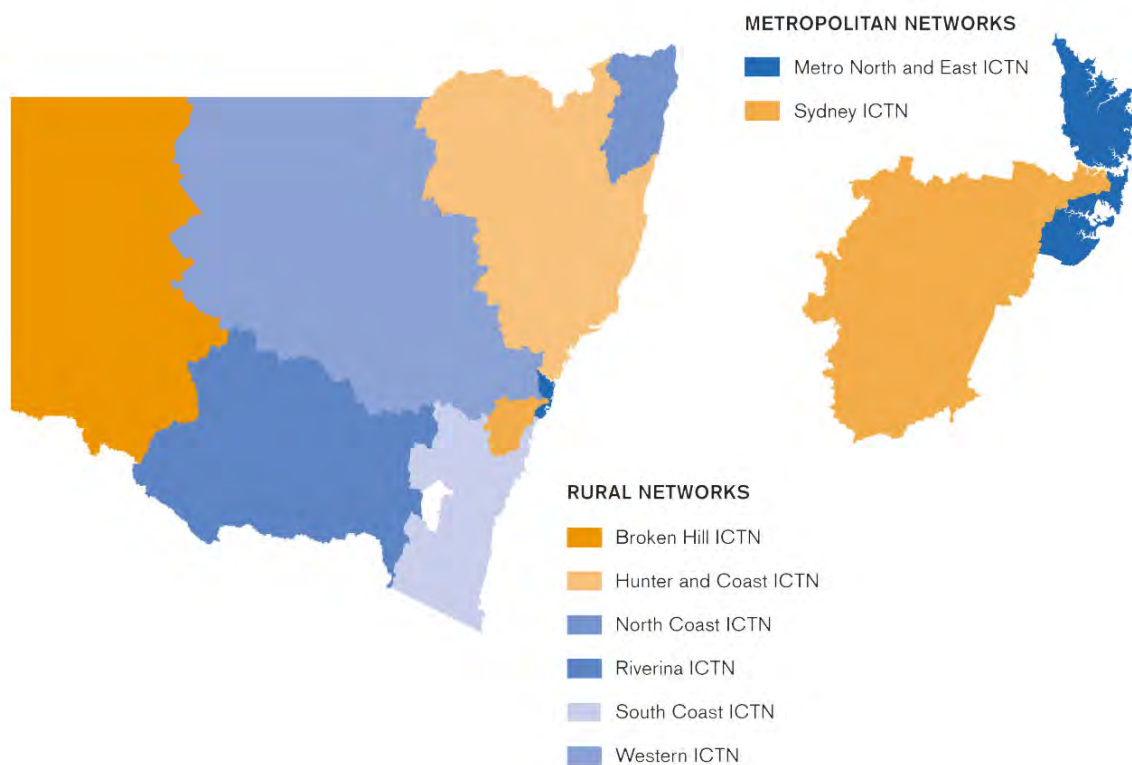 METROPOLITAN NETWORKS
Metro North and East ICTN
Sydney ICTN
RURAL NETWORKS
Broken Hill ICTN
Hunter and Coast ICTN
North Coast ICTN
Riverina ICTN
South Coast ICTN
Western ICTN